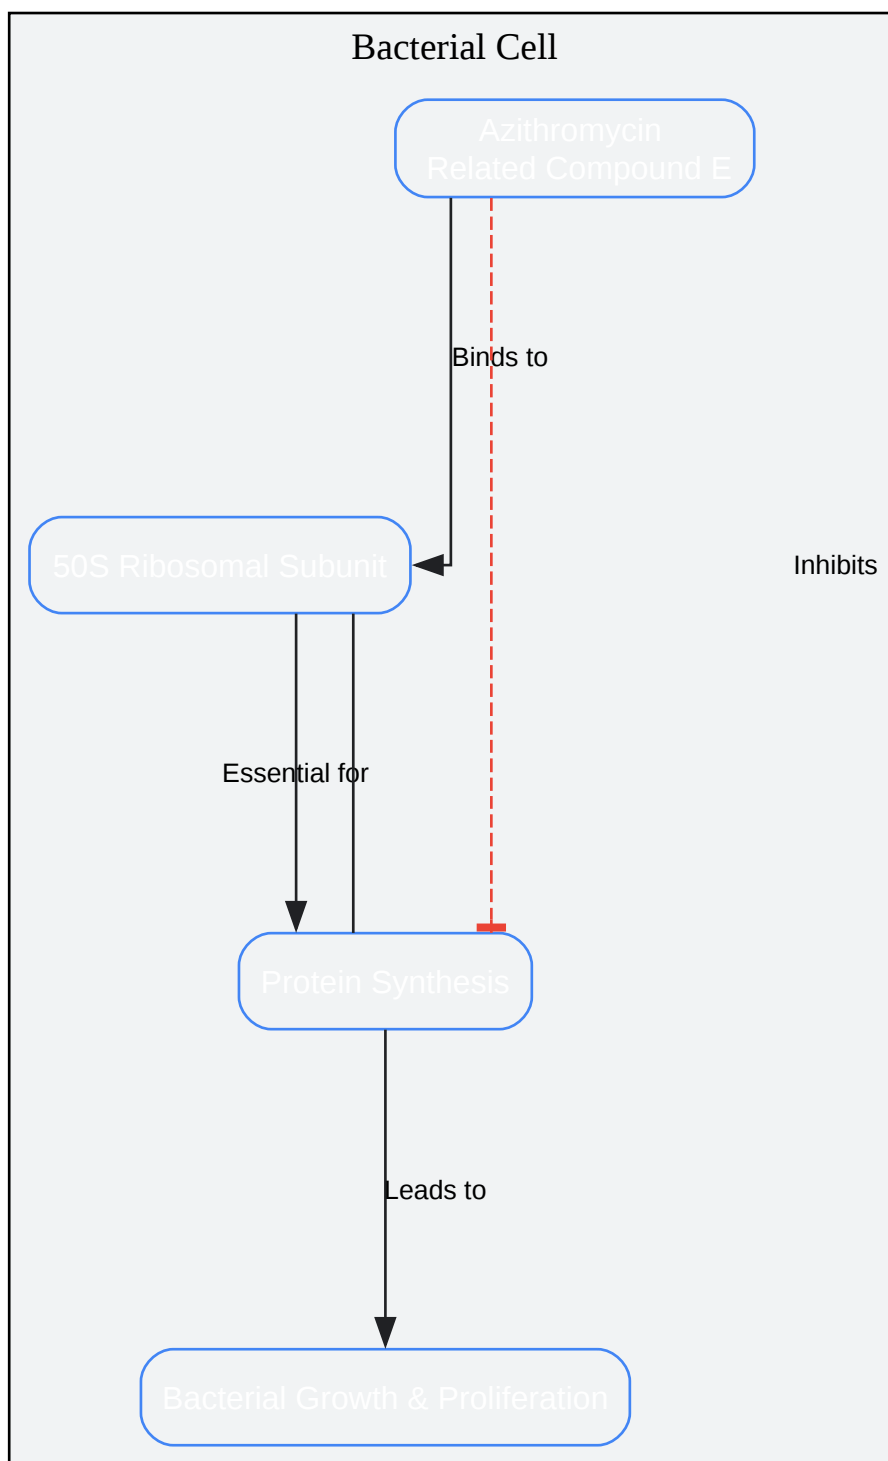 Bacterial Cell
Azithromycin
Related Compound E
Binds to
50S Ribosomal Subunit
Inhibits
Essential for
Protein Synthesis
Leads to
Bacterial Growth & Proliferation